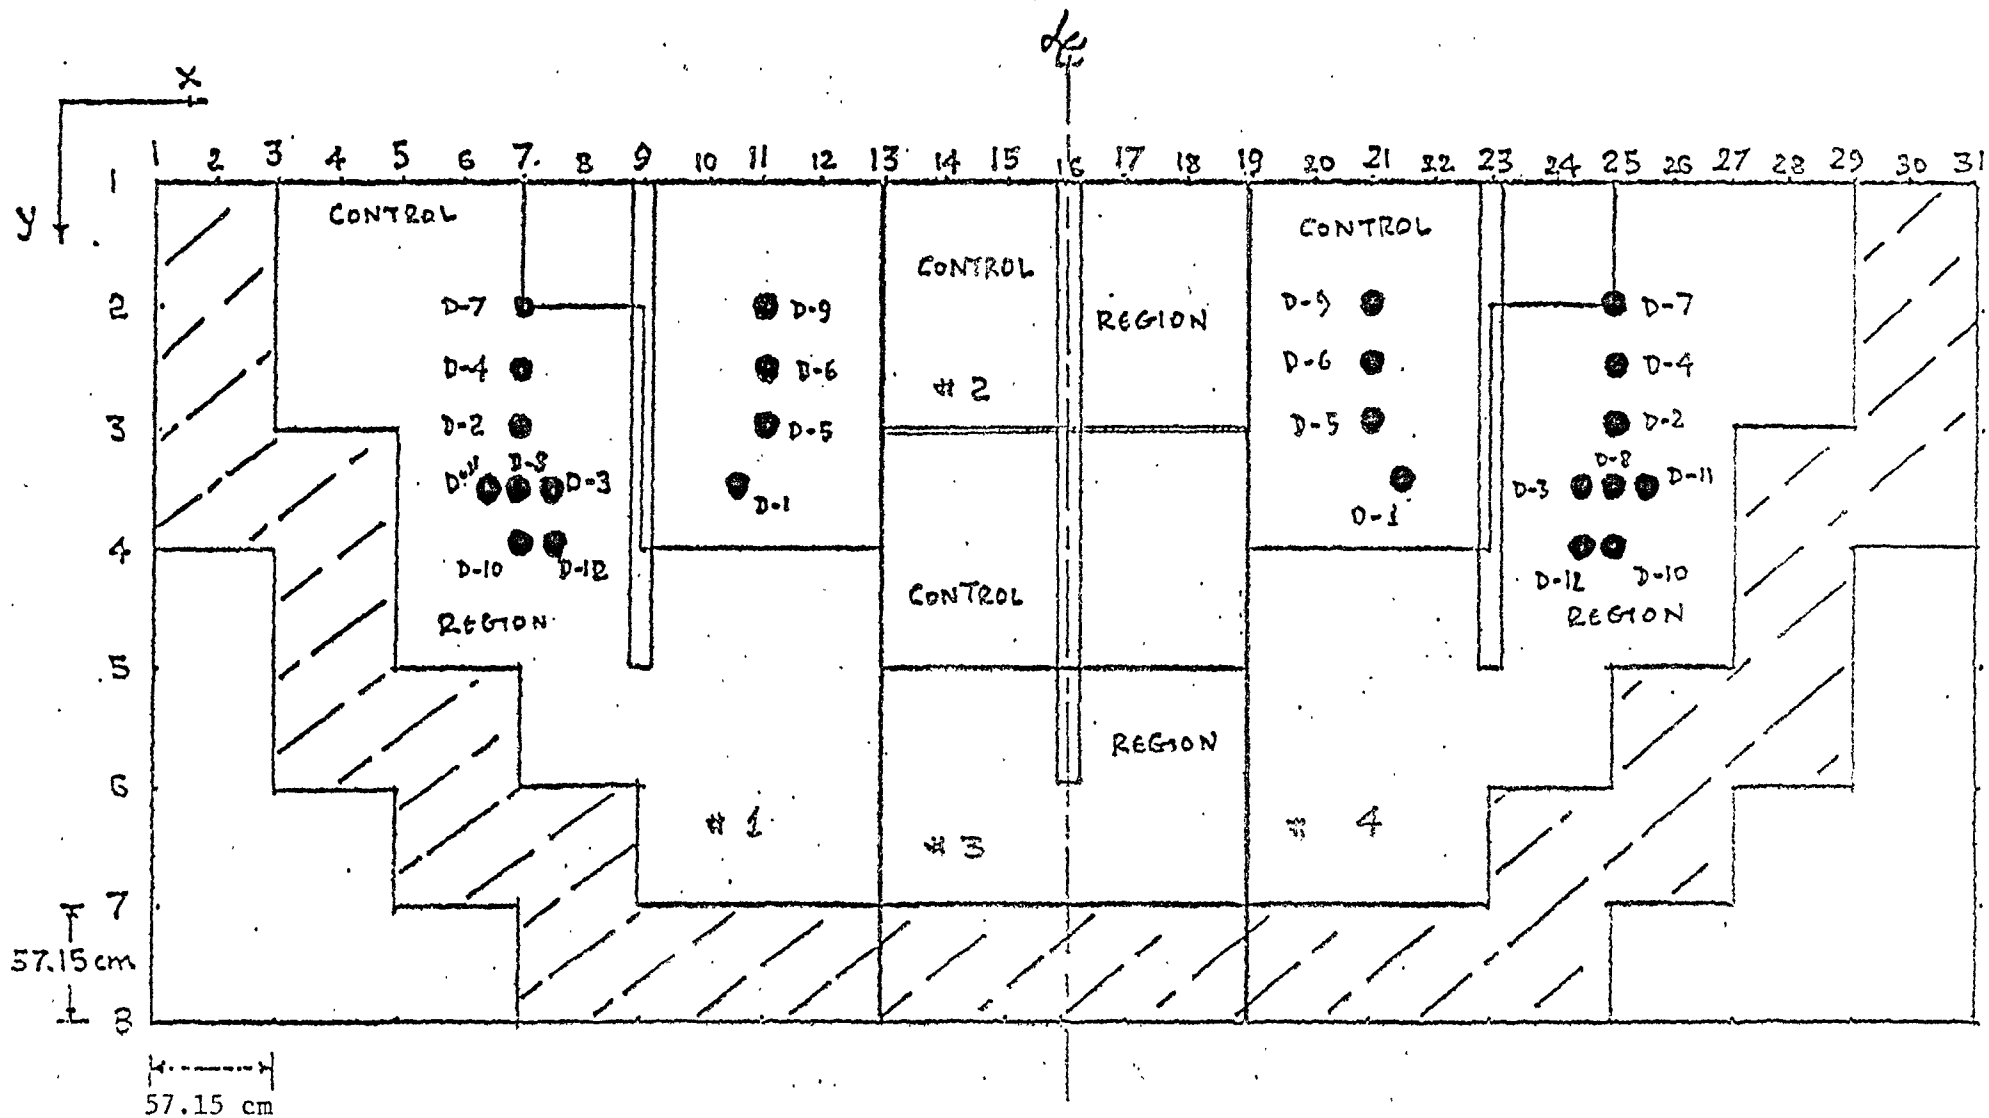 X
1 2 3 4 5 6 7. 8 9 10 11 12 13 14 15 16 17 18 19 20 21 22 23 24 25 26 27 28 29 30 31
1
y
CONTROL
CONTROL
CONTROL
REGION
2
D-7
D-9
D-9
D-7
D-4
D-6
# 2
D-6
D-4
3
D-2
D-5
D-5
D-2
D-11
D-8
D-3
D-1
D-1
D-3
D-8
D-11
4
D-10
D-12
D-12
D-10
CONTROL
REGION
REGION
5
REGION
6
# 1
# 3
# 4
7
57.15 cm
8
57.15 cm